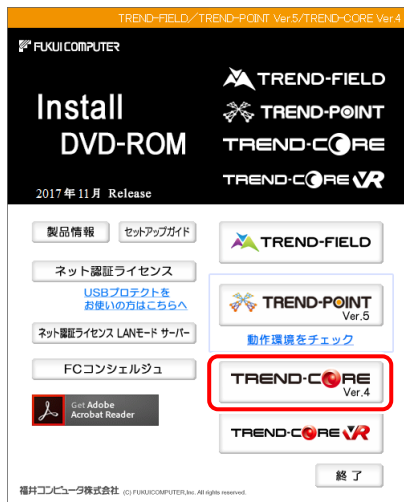 TREND-FIELD／TREND-POINT Ver.5/TREND-CORE Ver.4
FUKUI COMPUTER
Install
DVD-ROM
2017年11月 Release
TREND-FIELD
TREND-POINT
TREND-CORE
TREND-CORE VR
製品情報
セットアップガイド
ネット認証ライセンス
USBプロテクトを
お使いの方はこちらへ
ネット認証ライセンス LANモード サーバー
FCコンシェルジュ
Get Adobe
Acrobat Reader
TREND-FIELD
TREND-POINT
Ver.5
動作環境をチェック
TREND-CORE
Ver.4
TREND-CORE VR
終了
福井コンピュータ株式会社 (C) FUKUICOMPUTER,Inc. All rights reserved.